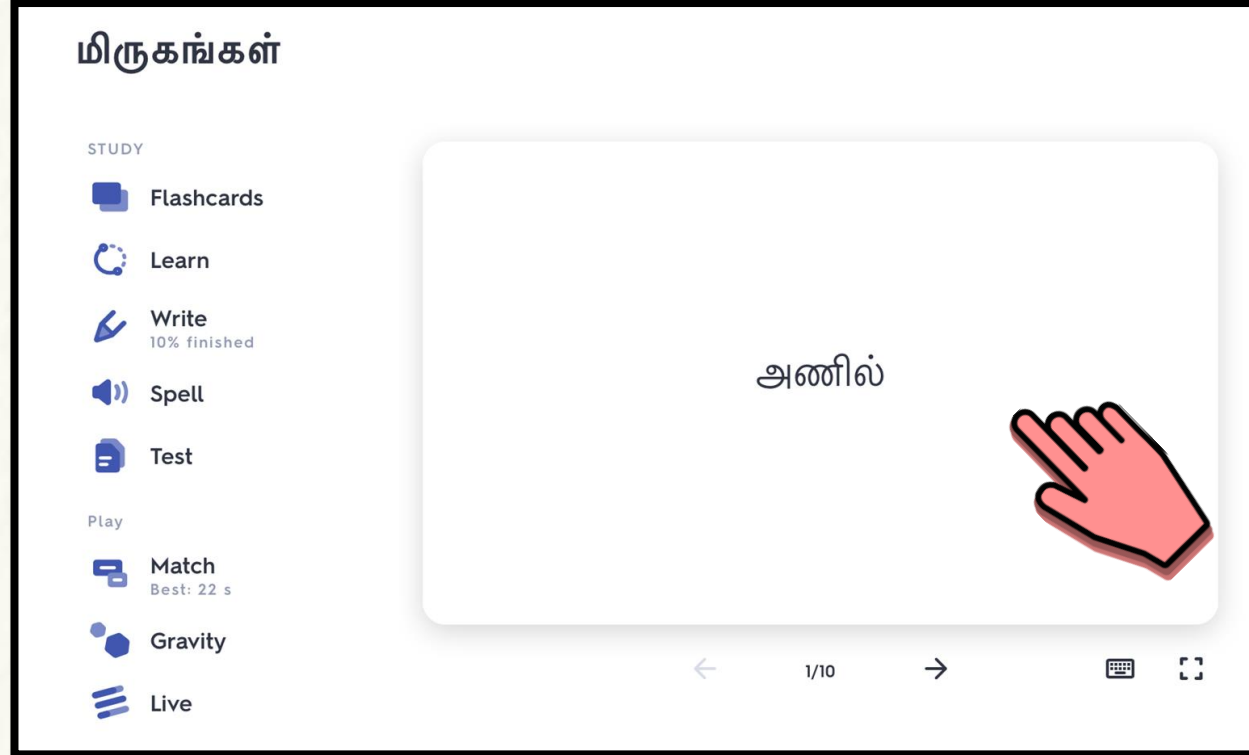 மிருகங்கள்
STUDY
Flashcards
Learn
Write
10% finished
Spell
Test
Play
Match
Best: 22 s
Gravity
Live
அணில்
1/10